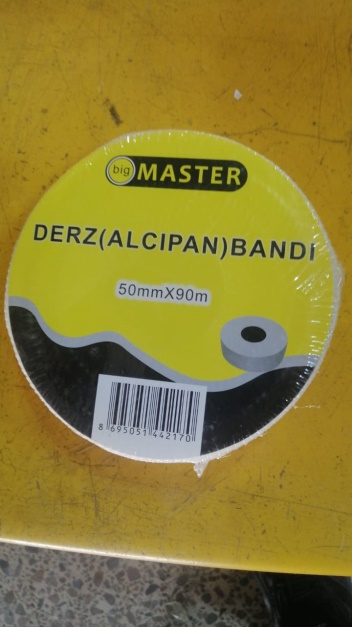 big MASTER
DERZ(ALCIPAN)BANDI
50mmX90m
8 695051 442170